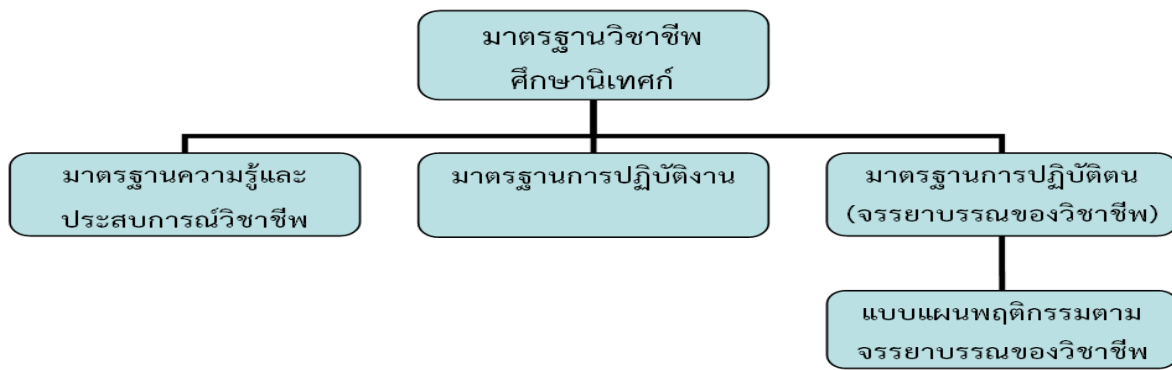 มาตรฐานวิชาชีพ
ศึกษานิเทศก์
มาตรฐานความรู้และ
ประสบการณ์วิชาชีพ
มาตรฐานการปฏิบัติงาน
มาตรฐานการปฏิบัติตน
(จรรยาบรรณของวิชาชีพ)
แบบแผนพฤติกรรมตาม
จรรยาบรรณของวิชาชีพ